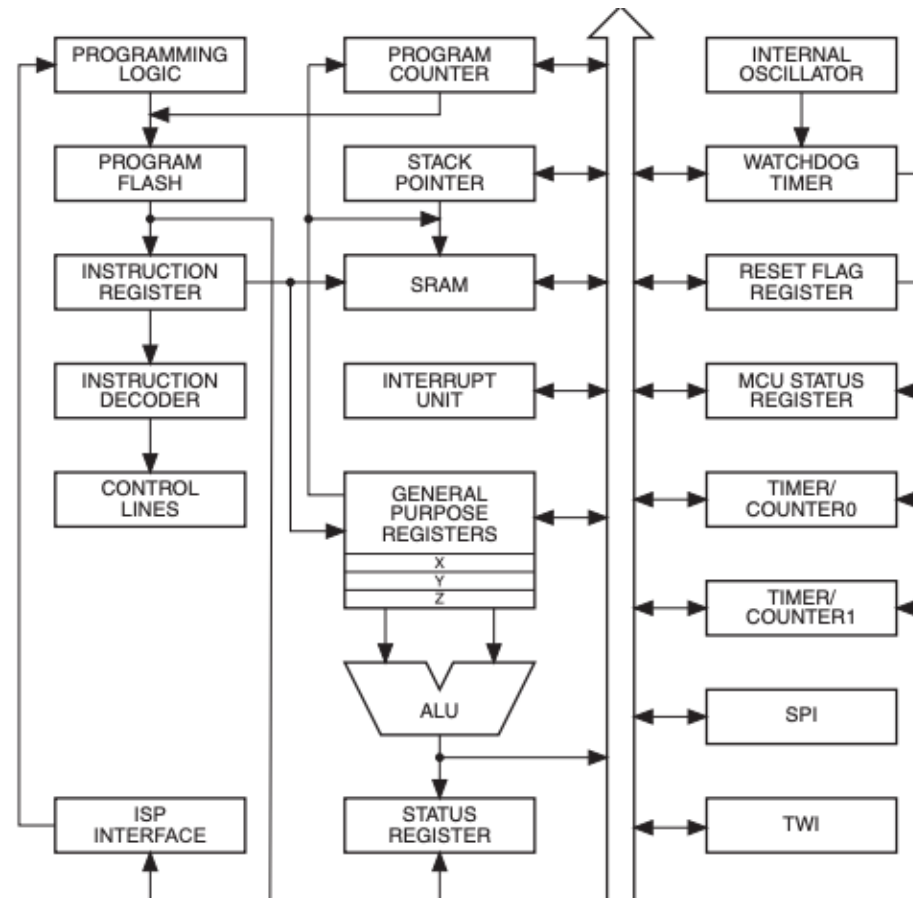 PROGRAMMING
LOGIC
PROGRAM
COUNTER
INTERNAL
OSCILLATOR
PROGRAM
FLASH
STACK
POINTER
WATCHDOG
TIMER
INSTRUCTION
REGISTER
SRAM
RESET FLAG
REGISTER
INSTRUCTION
DECODER
INTERRUPT
UNIT
MCU STATUS
REGISTER
CONTROL
LINES
GENERAL
PURPOSE
REGISTERS
X
Y
Z
TIMER/
COUNTER0
TIMER/
COUNTER1
ALU
SPI
ISP
INTERFACE
STATUS
REGISTER
TWI